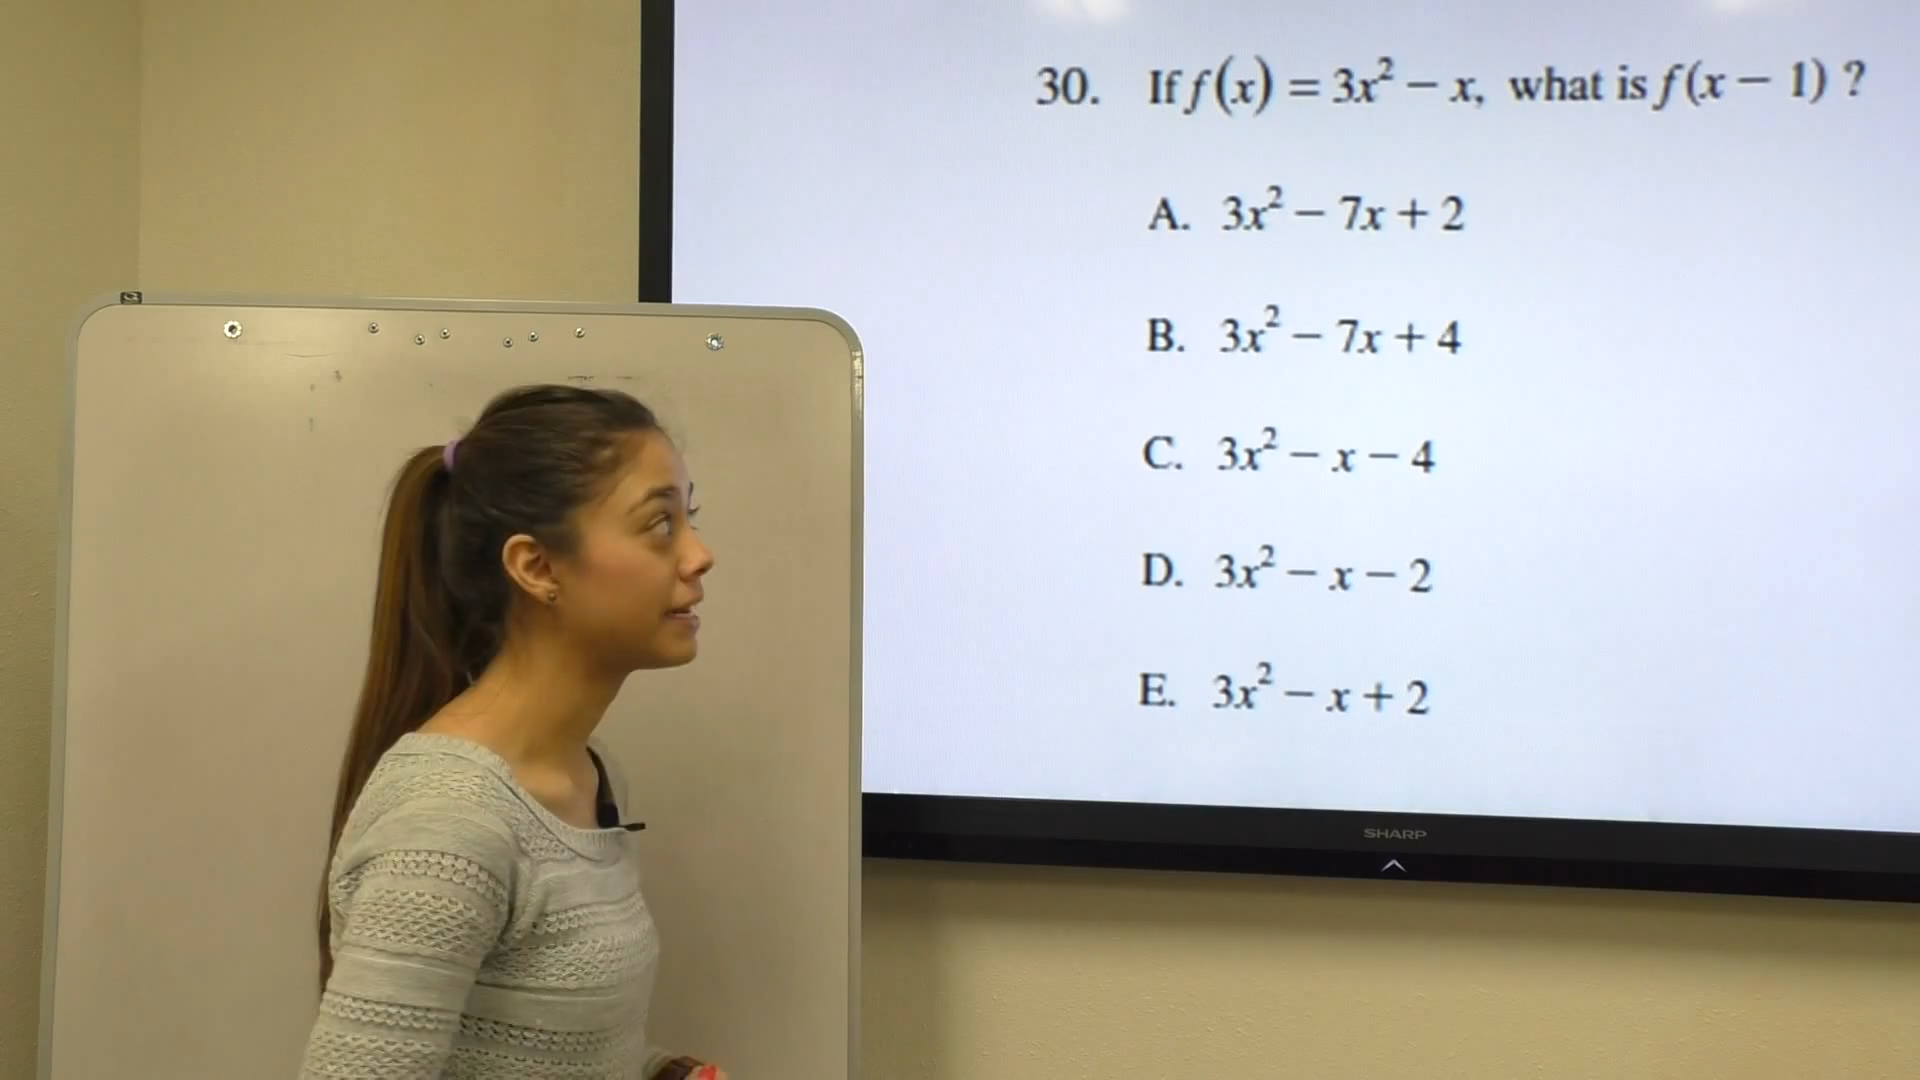 30. If f(x) = 3x² – x, what is f(x – 1) ?
A. 3x² – 7x + 2
B. 3x² – 7x + 4
C. 3x² – x – 4
D. 3x² – x – 2
E. 3x² – x + 2
SHARP